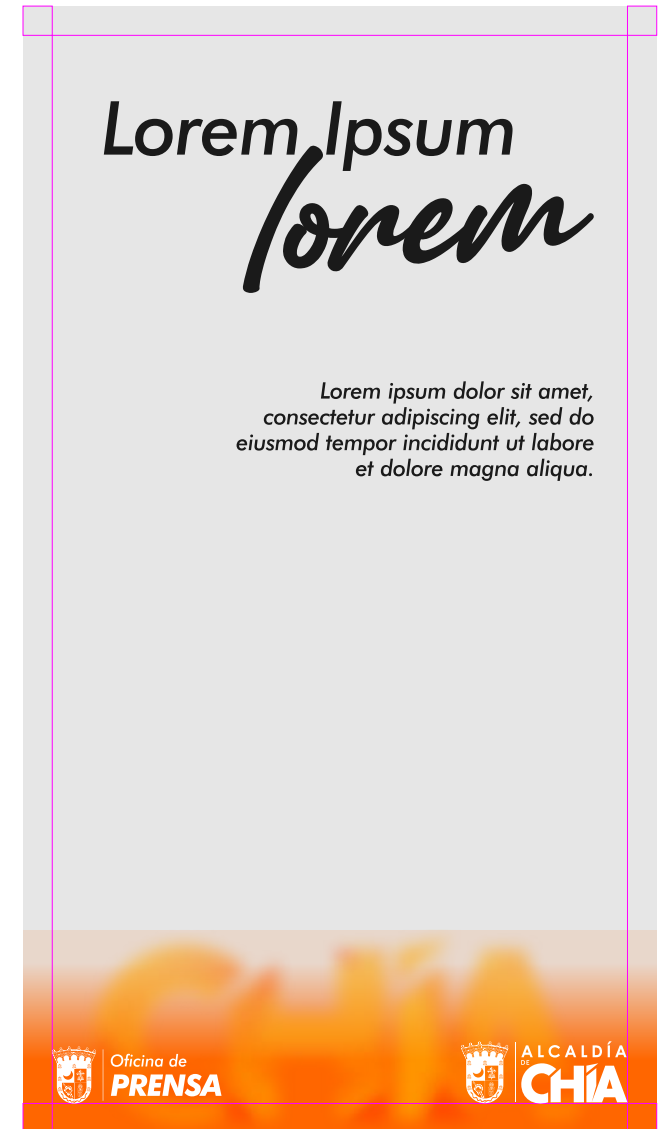 Lorem Ipsum
lorem
Lorem ipsum dolor sit amet,
consectetur adipiscing elit, sed do
eiusmod tempor incididunt ut labore
et dolore magna aliqua.
CHÍA
Oficina de
PRENSA
ALCALDÍA
DE
CHÍA